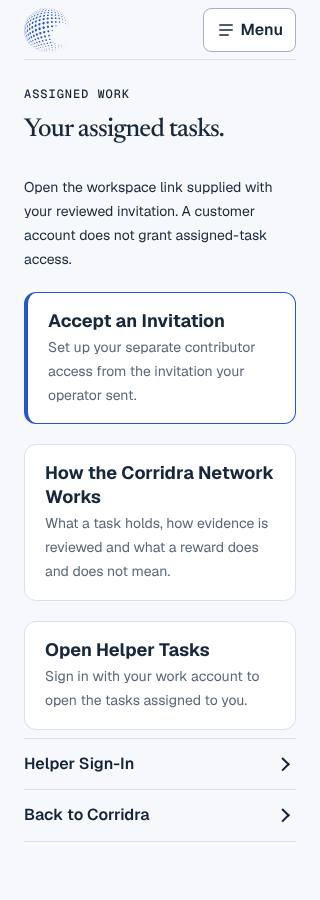 Menu
ASSIGNED WORK
Your assigned tasks.
Open the workspace link supplied with
your reviewed invitation. A customer
account does not grant assigned-task
access.
Accept an Invitation
Set up your separate contributor
access from the invitation your
operator sent.
How the Corridra Network
Works
What a task holds, how evidence is
reviewed and what a reward does
and does not mean.
Open Helper Tasks
Sign in with your work account to
open the tasks assigned to you.
Helper Sign-In
Back to Corridra